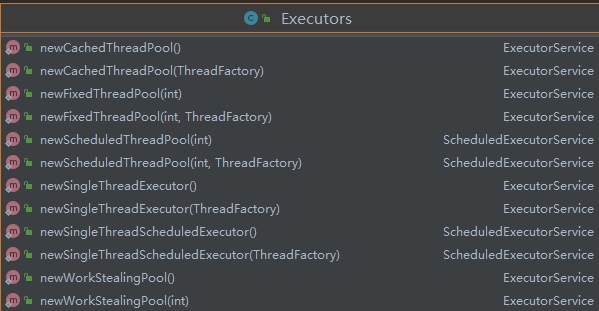 Executors
newCachedThreadPool() ExecutorService
newCachedThreadPool(ThreadFactory) ExecutorService
newFixedThreadPool(int) ExecutorService
newFixedThreadPool(int, ThreadFactory) ExecutorService
newScheduledThreadPool(int) ScheduledExecutorService
newScheduledThreadPool(int, ThreadFactory) ScheduledExecutorService
newSingleThreadExecutor() ExecutorService
newSingleThreadExecutor(ThreadFactory) ExecutorService
newSingleThreadScheduledExecutor() ScheduledExecutorService
newSingleThreadScheduledExecutor(ThreadFactory) ScheduledExecutorService
newWorkStealingPool() ExecutorService
newWorkStealingPool(int) ExecutorService